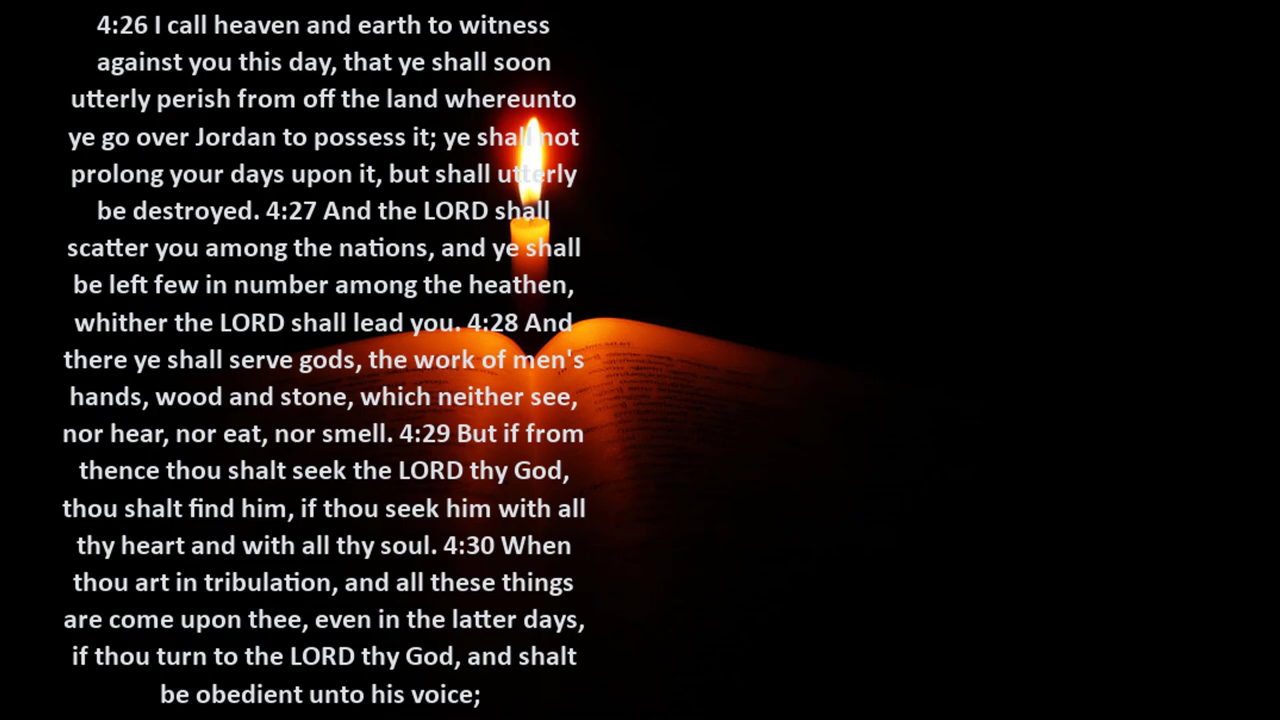 4:26 I call heaven and earth to witness
against you this day, that ye shall soon
utterly perish from off the land whereunto
ye go over Jordan to possess it; ye shall not
prolong your days upon it, but shall utterly
be destroyed. 4:27 And the LORD shall
scatter you among the nations, and ye shall
be left few in number among the heathen,
whither the LORD shall lead you. 4:28 And
there ye shall serve gods, the work of men's
hands, wood and stone, which neither see,
nor hear, nor eat, nor smell. 4:29 But if from
thence thou shalt seek the LORD thy God,
thou shalt find him, if thou seek him with all
thy heart and with all thy soul. 4:30 When
thou art in tribulation, and all these things
are come upon thee, even in the latter days,
if thou turn to the LORD thy God, and shalt
be obedient unto his voice;